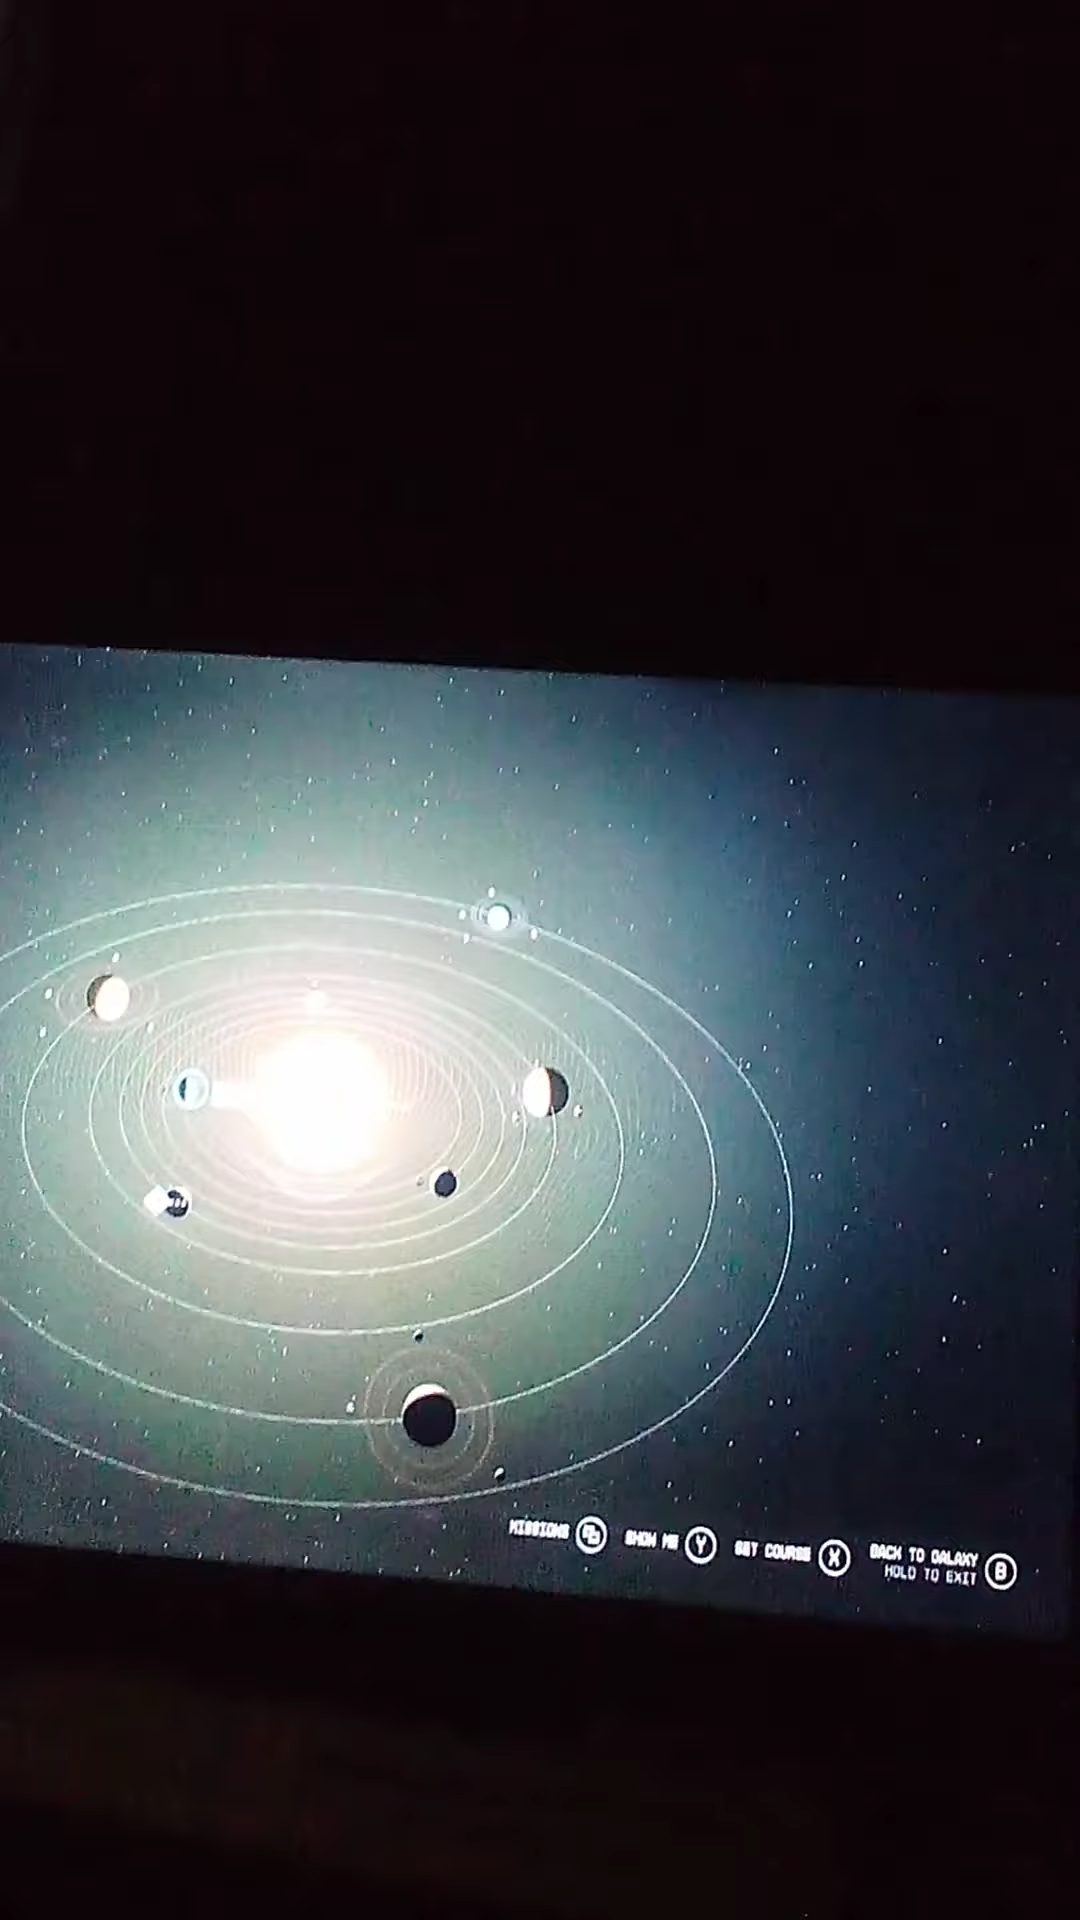 MISSIONS
SHOW ME Y
SET COURSE X
BACK TO GALAXY B
HOLD TO EXIT